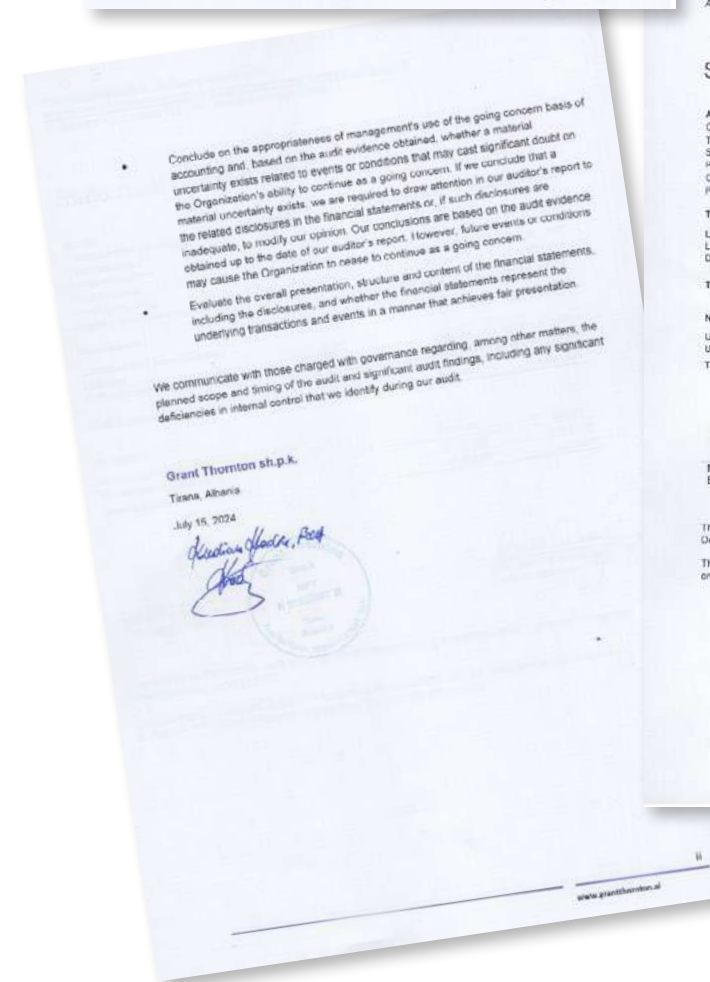 Conclude on the appropriateness of management's use of the going concern basis of
accounting and, based on the audit evidence obtained, whether a material
uncertainty exists related to events or conditions that may cast significant doubt on
the Organization's ability to continue as a going concern. If we conclude that a
material uncertainty exists, we are required to draw attention in our auditor's report to
the related disclosures in the financial statements or, if such disclosures are
inadequate, to modify our opinion. Our conclusions are based on the audit evidence
obtained up to the date of our auditor's report. However, future events or conditions
may cause the Organization to cease to continue as a going concern.
Evaluate the overall presentation, structure and content of the financial statements,
including the disclosures, and whether the financial statements represent the
underlying transactions and events in a manner that achieves fair presentation.
We communicate with those charged with governance regarding, among other matters, the
planned scope and timing of the audit and significant audit findings, including any significant
deficiencies in internal control that we identify during our audit.
Grant Thornton sh.p.k.
Tirana, Albania
July 15, 2024
ii
www.grantthornton.al